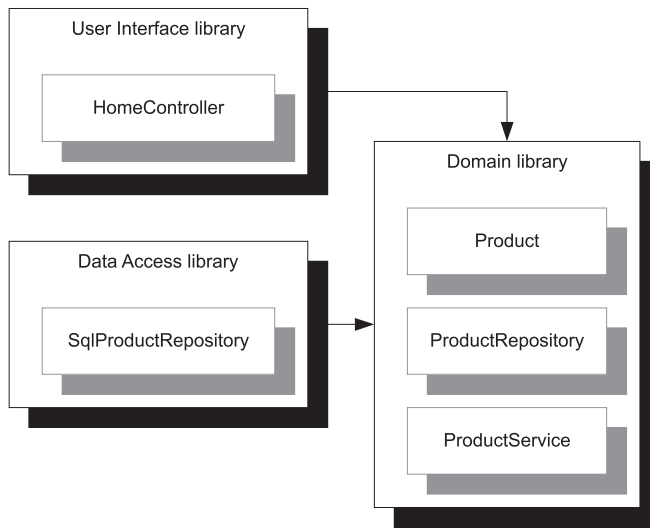 User Interface library
HomeController
Domain library
Product
Data Access library
SqlProductRepository
ProductRepository
ProductService